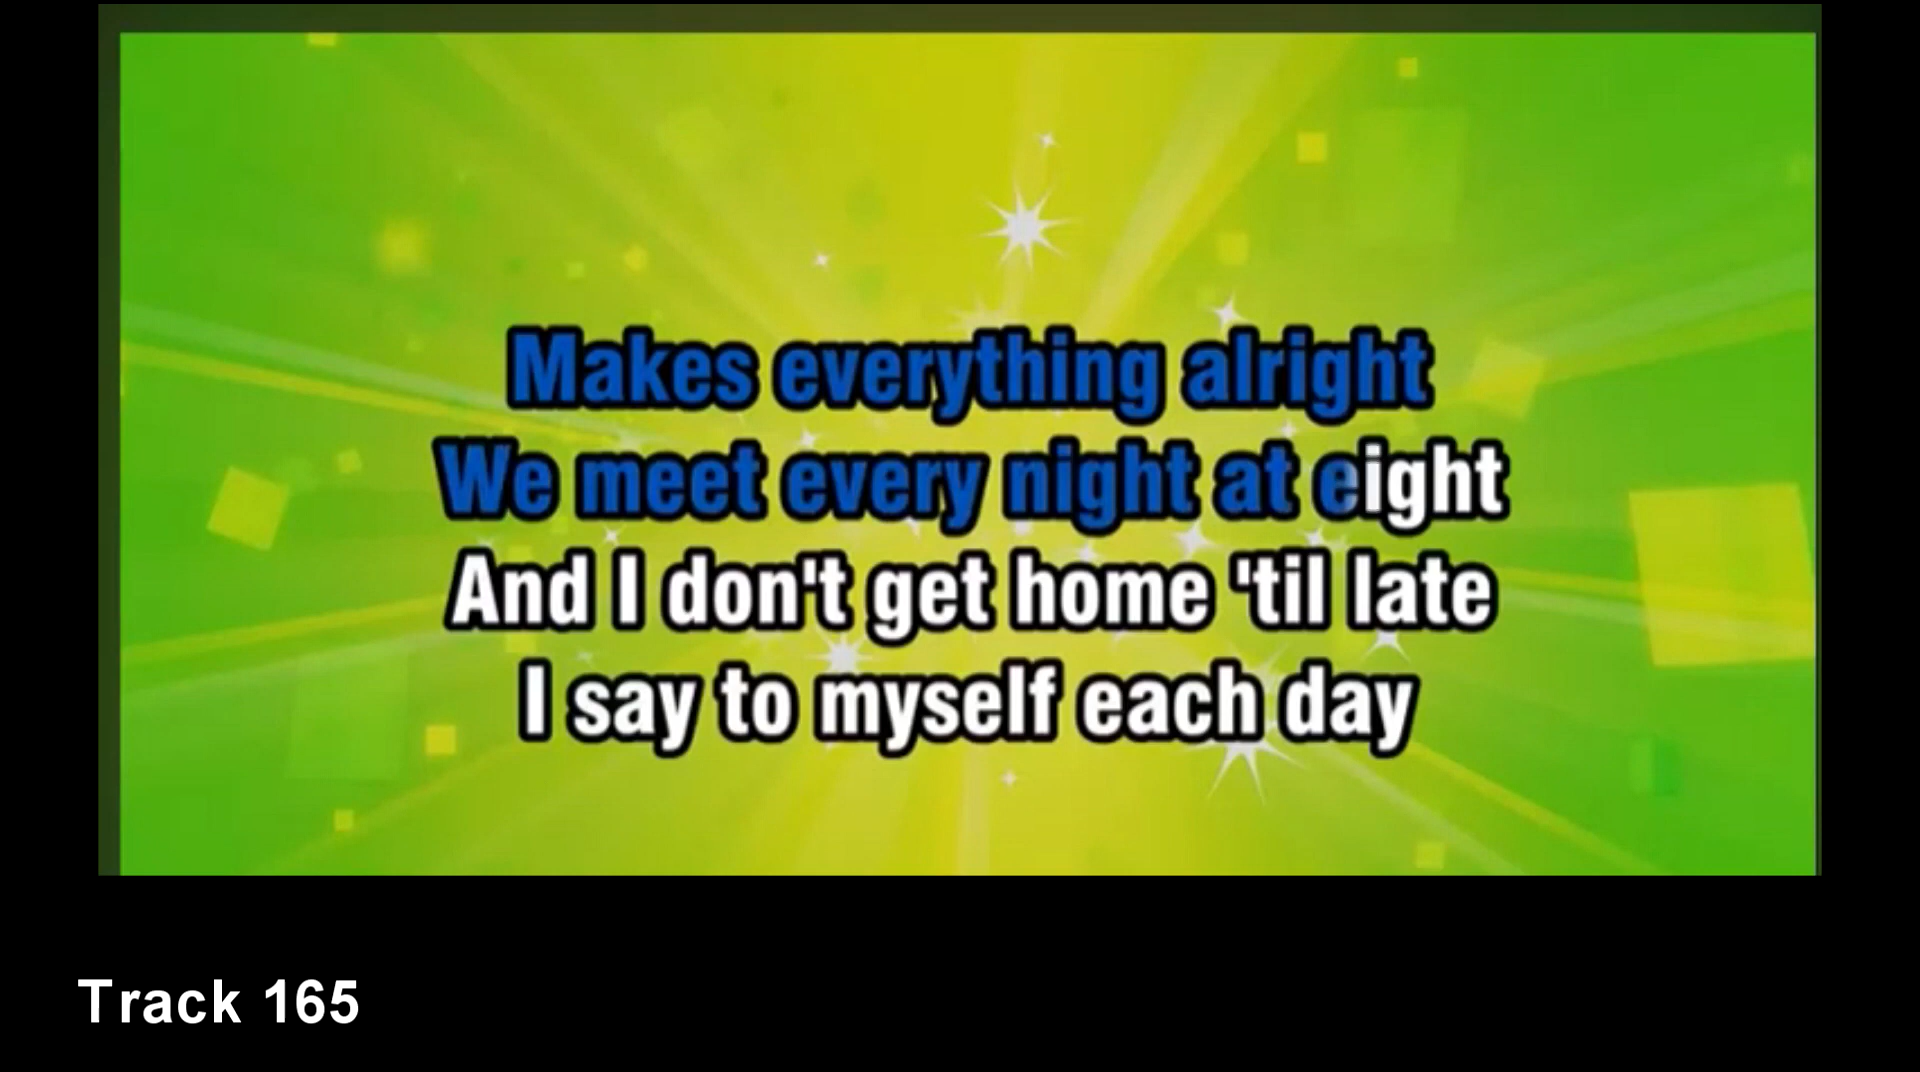 Makes everything alright
We meet every night at eight
And I don't get home 'til late
I say to myself each day
Track 165